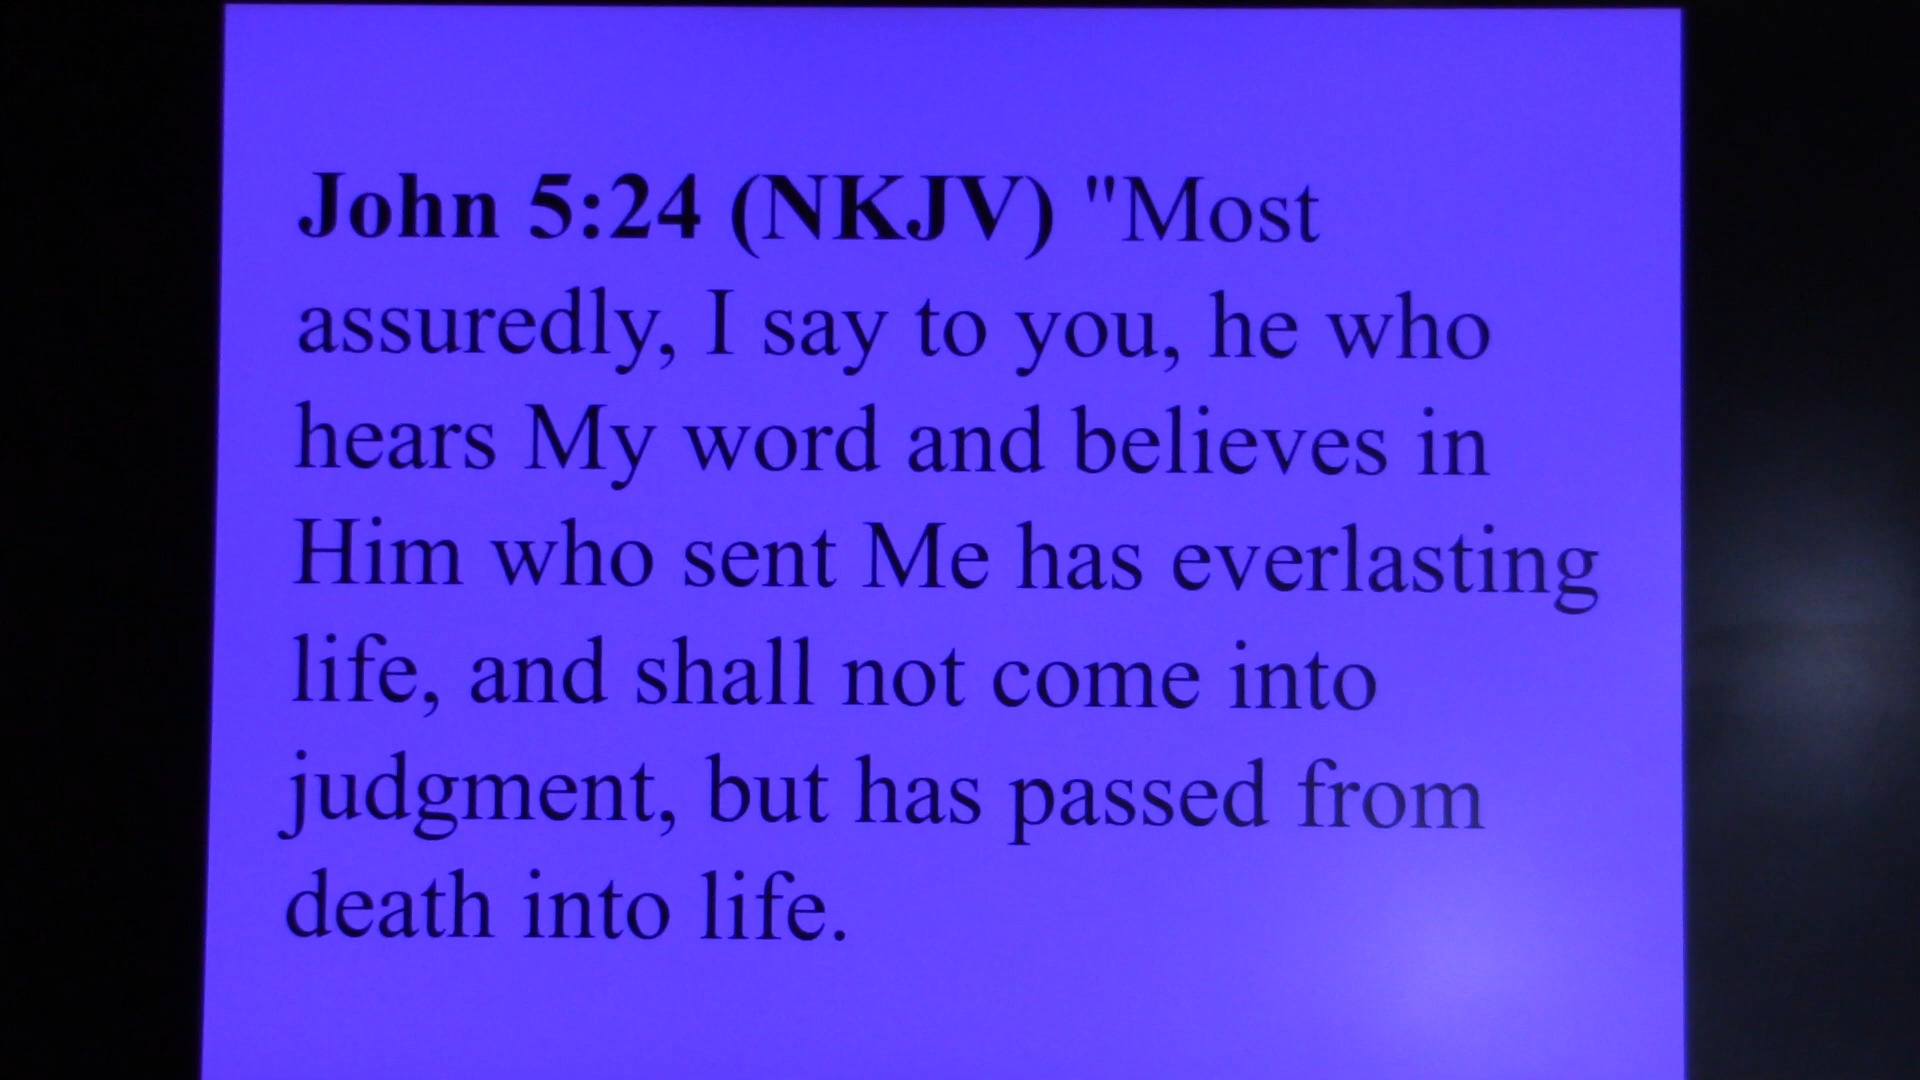 John 5:24 (NKJV) "Most
assuredly, I say to you, he who
hears My word and believes in
Him who sent Me has everlasting
life, and shall not come into
judgment, but has passed from
death into life.